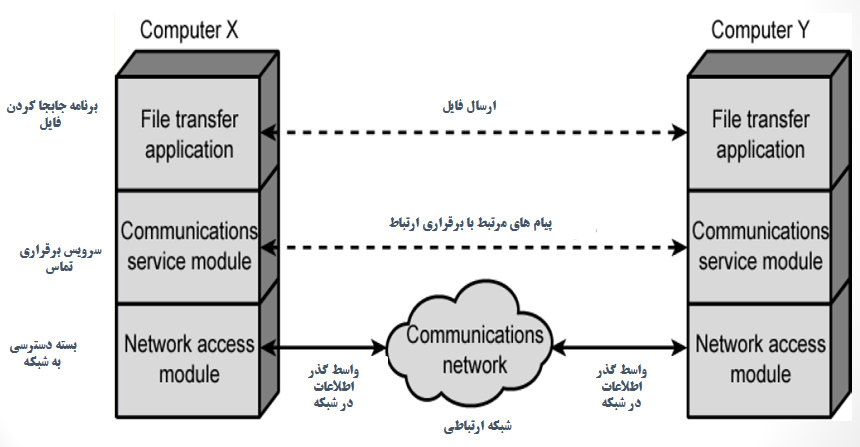 Computer X
Computer Y
برنامه جابجا کردن
فایل
File transfer
application
ارسال فایل
File transfer
application
سرویس برقراری
تماس
Communications
service module
پیام های مرتبط با برقراری ارتباط
Communications
service module
بسته دسترسی
به شبکه
Network access
module
واسط گذر
اطلاعات
در شبکه
Communications
network
شبکه ارتباطی
واسط گذر
اطلاعات
در شبکه
Network access
module